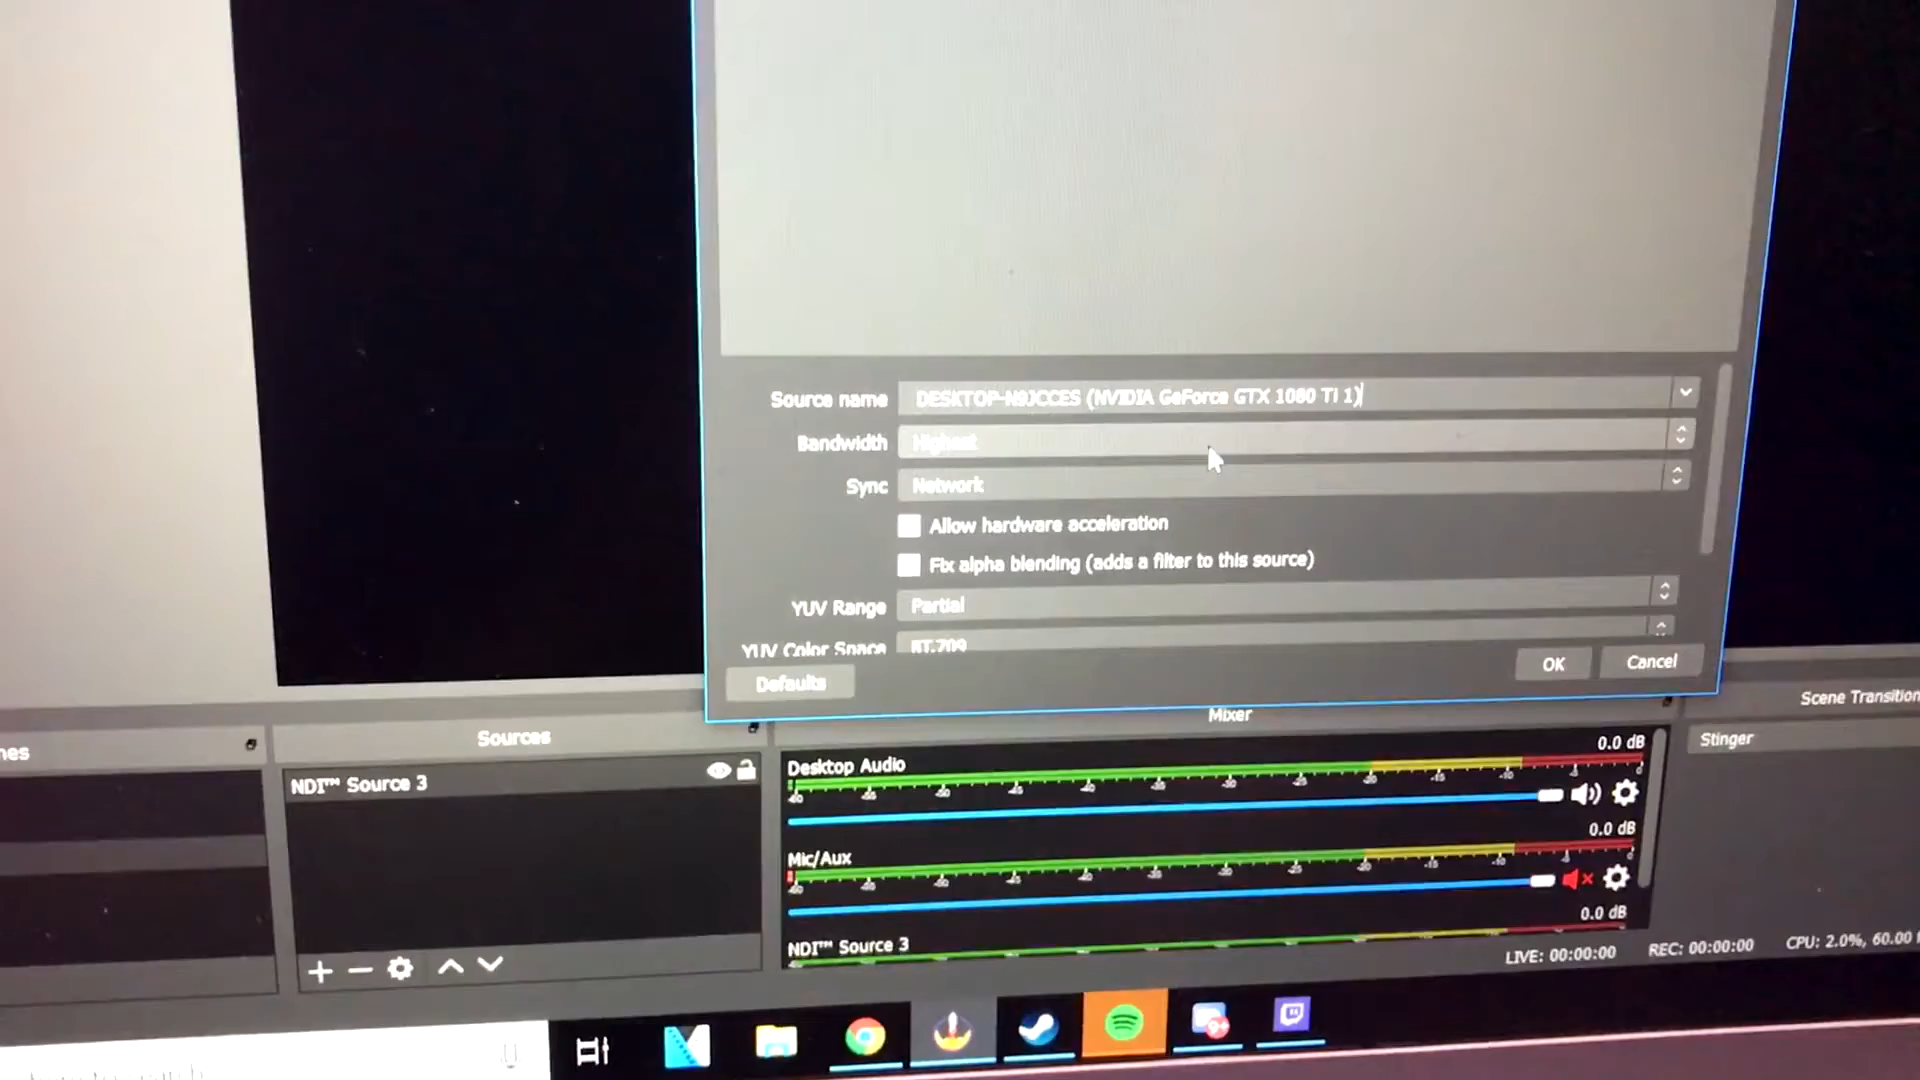 Source name DESKTOP-N9JCCES (NVIDIA GeForce GTX 1080 Ti 1)
Bandwidth Highest
Sync Network
Allow hardware acceleration
Fix alpha blending (adds a filter to this source)
YUV Range Partial
YUV Color Space BT.709
Defaults
OK
Cancel
nes
Sources
Mixer
Scene Transition
NDI™ Source 3
Desktop Audio
0.0 dB
Mic/Aux
0.0 dB
NDI™ Source 3
0.0 dB
Stinger
LIVE: 00:00:00
REC: 00:00:00
CPU: 2.0%, 60.00 f